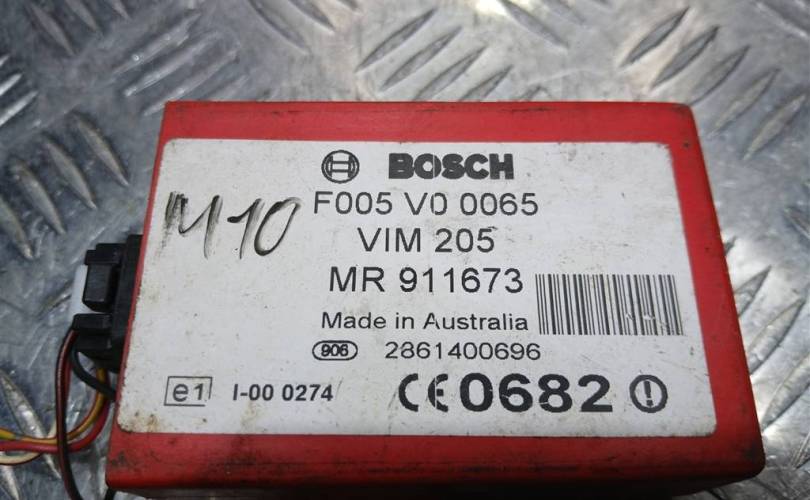 BOSCH
M10
F005 V0 0065
VIM 205
MR 911673
Made in Australia
906 2861400696
e1 I-00 0274 CE 0682